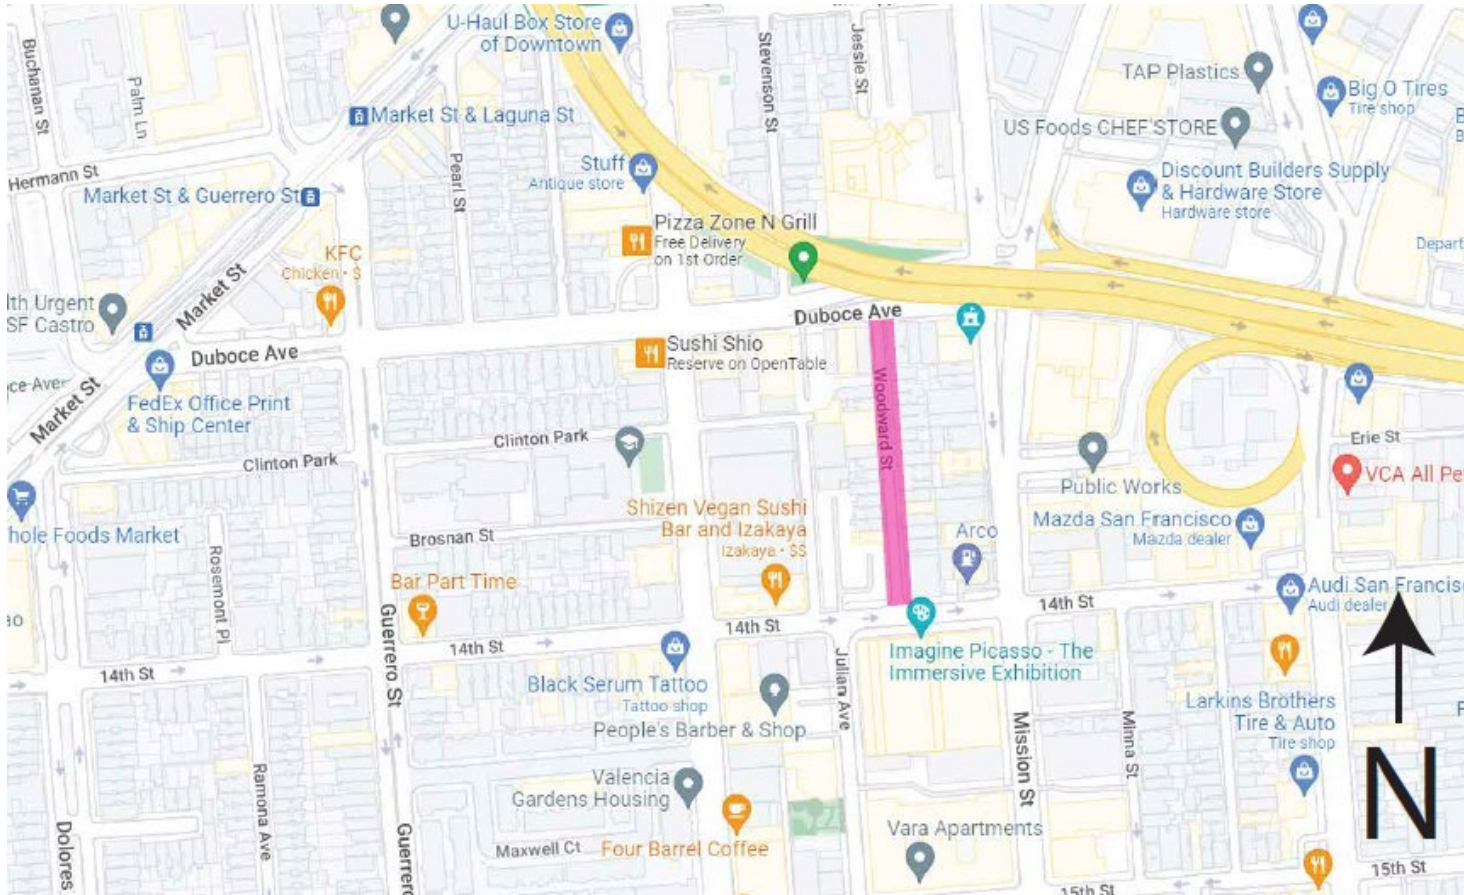 U-Haul Box Store
of Downtown
Buchanan St
Palm Ln
Stevenson St
Jessie St
TAP Plastics
Big O Tires
Tire shop
Market St & Laguna St
US Foods CHEF'STORE
Hermann St
Pearl St
Stuff
Antique store
Discount Builders Supply
& Hardware Store
Hardware store
Market St & Guerrero St
Pizza Zone N Grill
Free Delivery
on 1st Order
KFC
Chicken • $
Depart
Market St
lth Urgent
SF Castro
Duboce Ave
Duboce Ave
Sushi Shio
Reserve on OpenTable
Market St
FedEx Office Print
& Ship Center
Woodward St
Clinton Park
Clinton Park
Erie St
VCA All Pe
Public Works
hole Foods Market
Shizen Vegan Sushi
Bar and Izakaya
Izakaya • $$
Mazda San Francisco
Mazda dealer
Arco
Brosnan St
Rosemont Pl
Bar Part Time
Audi San Francis
Audi dealer
14th St
14th St
14th St
14th St
Guerrero St
Imagine Picasso - The
Immersive Exhibition
Julian Ave
Black Serum Tattoo
Tattoo shop
People's Barber & Shop
Larkins Brothers
Tire & Auto
Tire shop
Mission St
Minna St
N
Valencia
Gardens Housing
Ramona Ave
Dolores
Guerrero
Maxwell Ct
Four Barrel Coffee
Vara Apartments
15th St
15th St